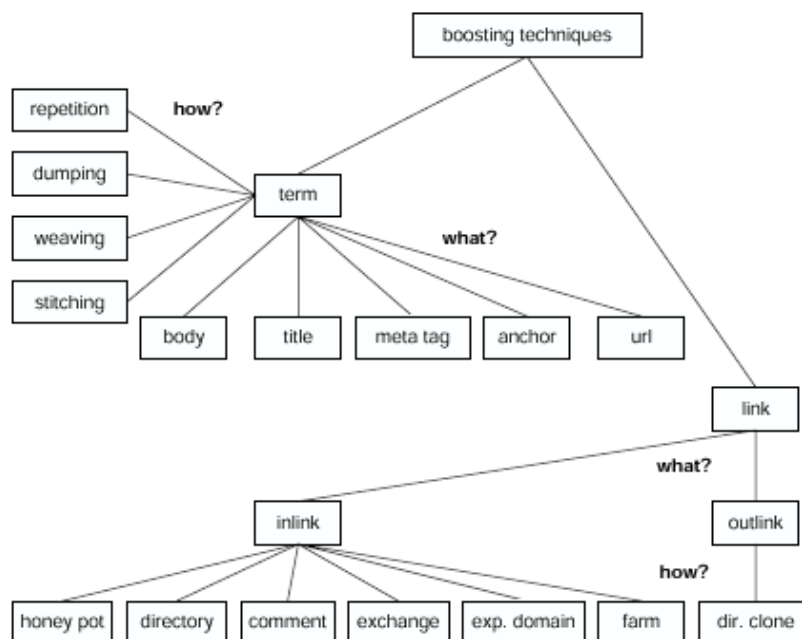 boosting techniques
repetition
how?
dumping
term
weaving
what?
stitching
body
title
meta tag
anchor
url
link
what?
inlink
outlink
how?
honey pot
directory
comment
exchange
exp. domain
farm
dir. clone